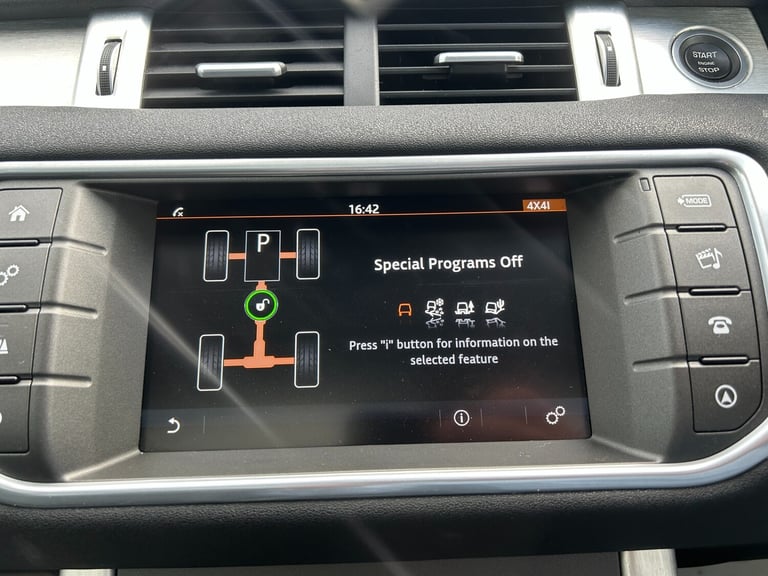 START
ENGINE
STOP
MODE
16:42
4X4I
P
Special Programs Off
Press "i" button for information on the
selected feature
i